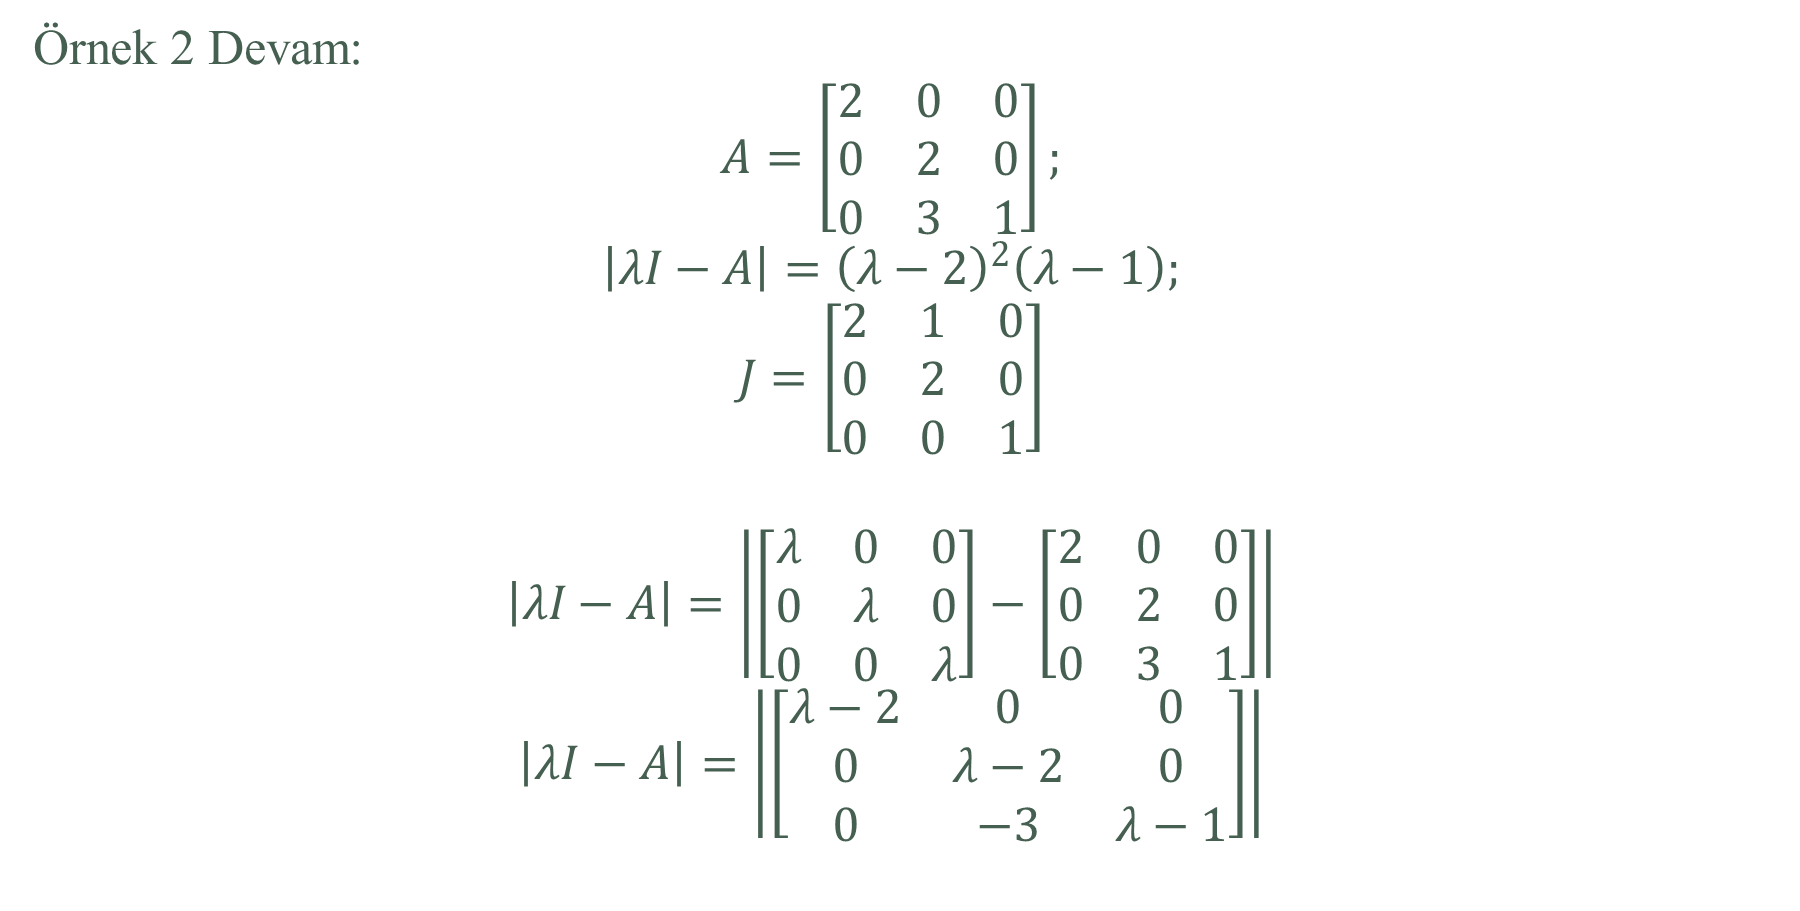 Örnek 2 Devam:
A = [2 0 0
0 2 0
0 3 1];
|λI − A| = (λ − 2)²(λ − 1);
J = [2 1 0
0 2 0
0 0 1]
|λI − A| = |[λ 0 0
0 λ 0
0 0 λ] − [2 0 0
0 2 0
0 3 1]|
|λI − A| = |[λ − 2 0 0
0 λ − 2 0
0 −3 λ − 1]|